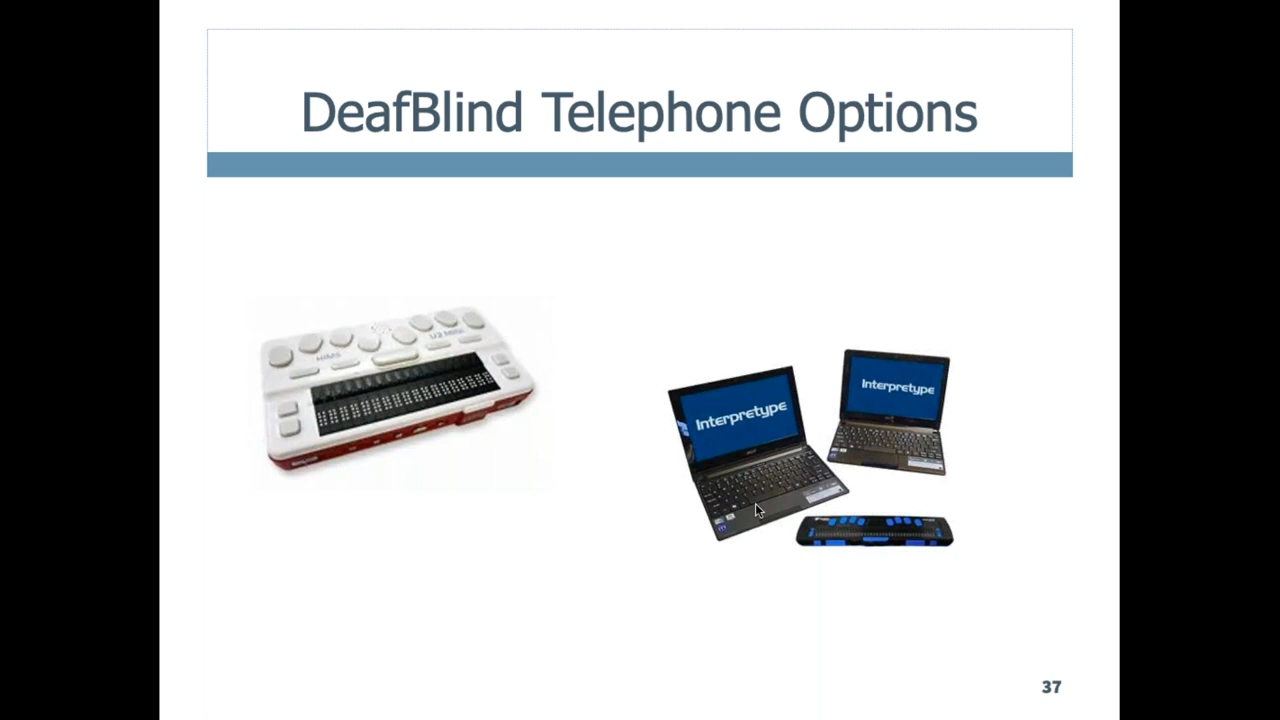 DeafBlind Telephone Options
HIMS
U2 MINI
Interpretype
Interpretype
37